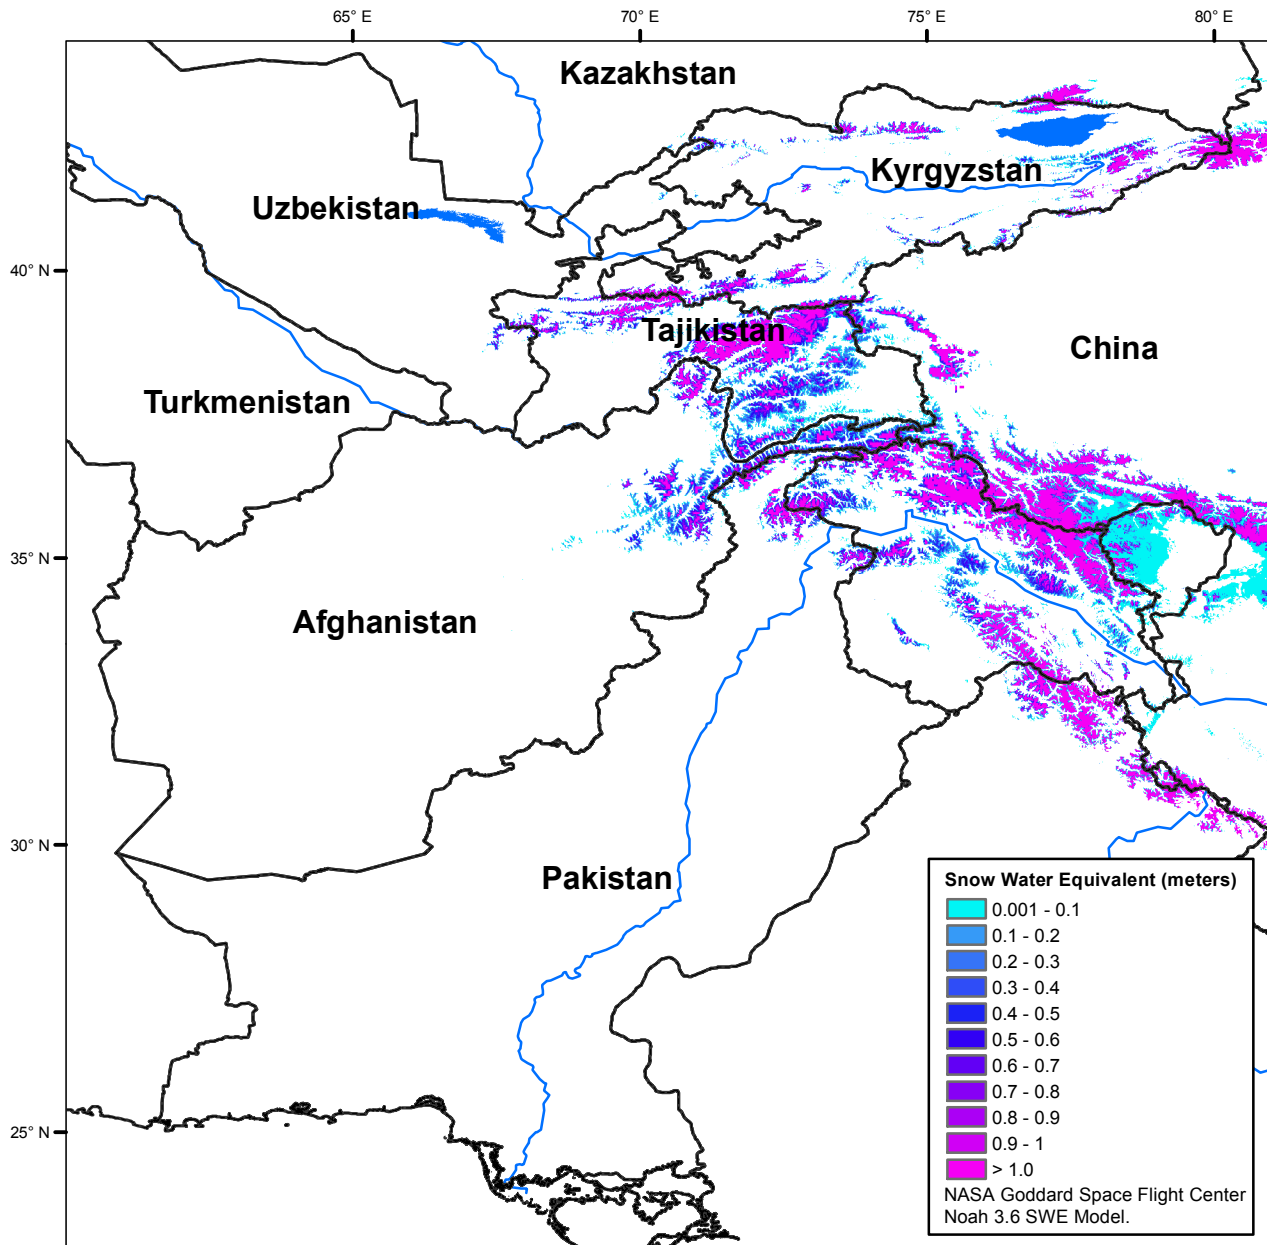 65° E
70° E
75° E
80° E
Kazakhstan
Kyrgyzstan
Uzbekistan
40° N
Tajikistan
China
Turkmenistan
35° N
Afghanistan
30° N
Pakistan
25° N
Snow Water Equivalent (meters)
0.001 - 0.1
0.1 - 0.2
0.2 - 0.3
0.3 - 0.4
0.4 - 0.5
0.5 - 0.6
0.6 - 0.7
0.7 - 0.8
0.8 - 0.9
0.9 - 1
> 1.0
NASA Goddard Space Flight Center
Noah 3.6 SWE Model.